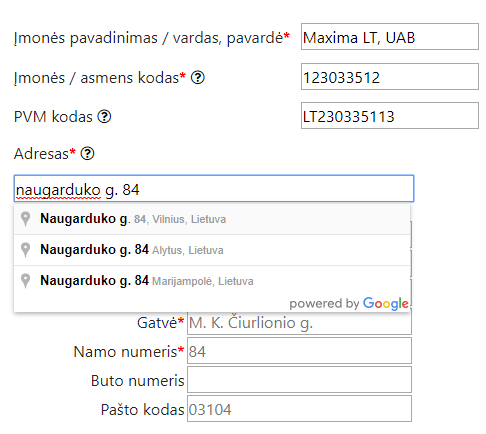 Įmonės pavadinimas / vardas, pavardė* Maxima LT, UAB
Įmonės / asmens kodas* ? 123033512
PVM kodas ? LT230335113
Adresas* ?
naugarduko g. 84
Naugarduko g. 84, Vilnius, Lietuva
Naugarduko g. 84 Alytus, Lietuva
Naugarduko g. 84 Marijampolė, Lietuva
powered by Google
Gatvė* M. K. Čiurlionio g.
Namo numeris* 84
Buto numeris
Pašto kodas 03104